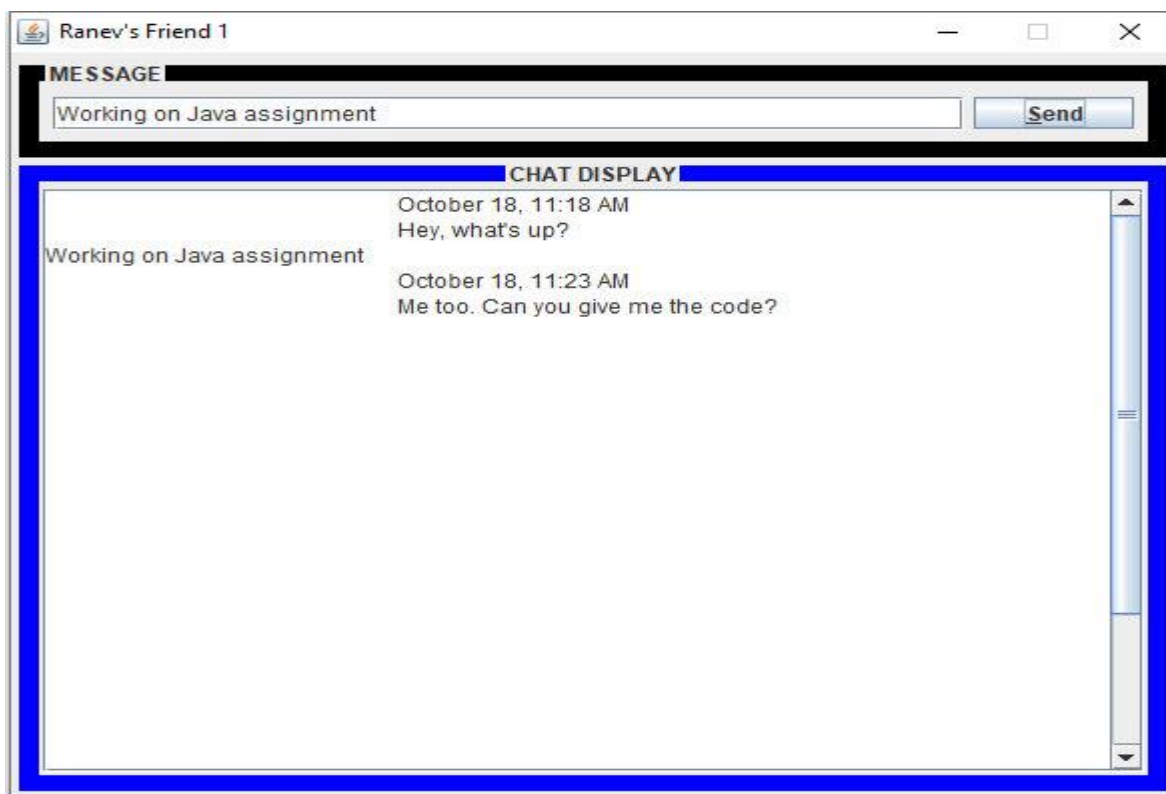 Ranev's Friend 1
MESSAGE
Working on Java assignment
Send
CHAT DISPLAY
October 18, 11:18 AM
Hey, what's up?
Working on Java assignment
October 18, 11:23 AM
Me too. Can you give me the code?